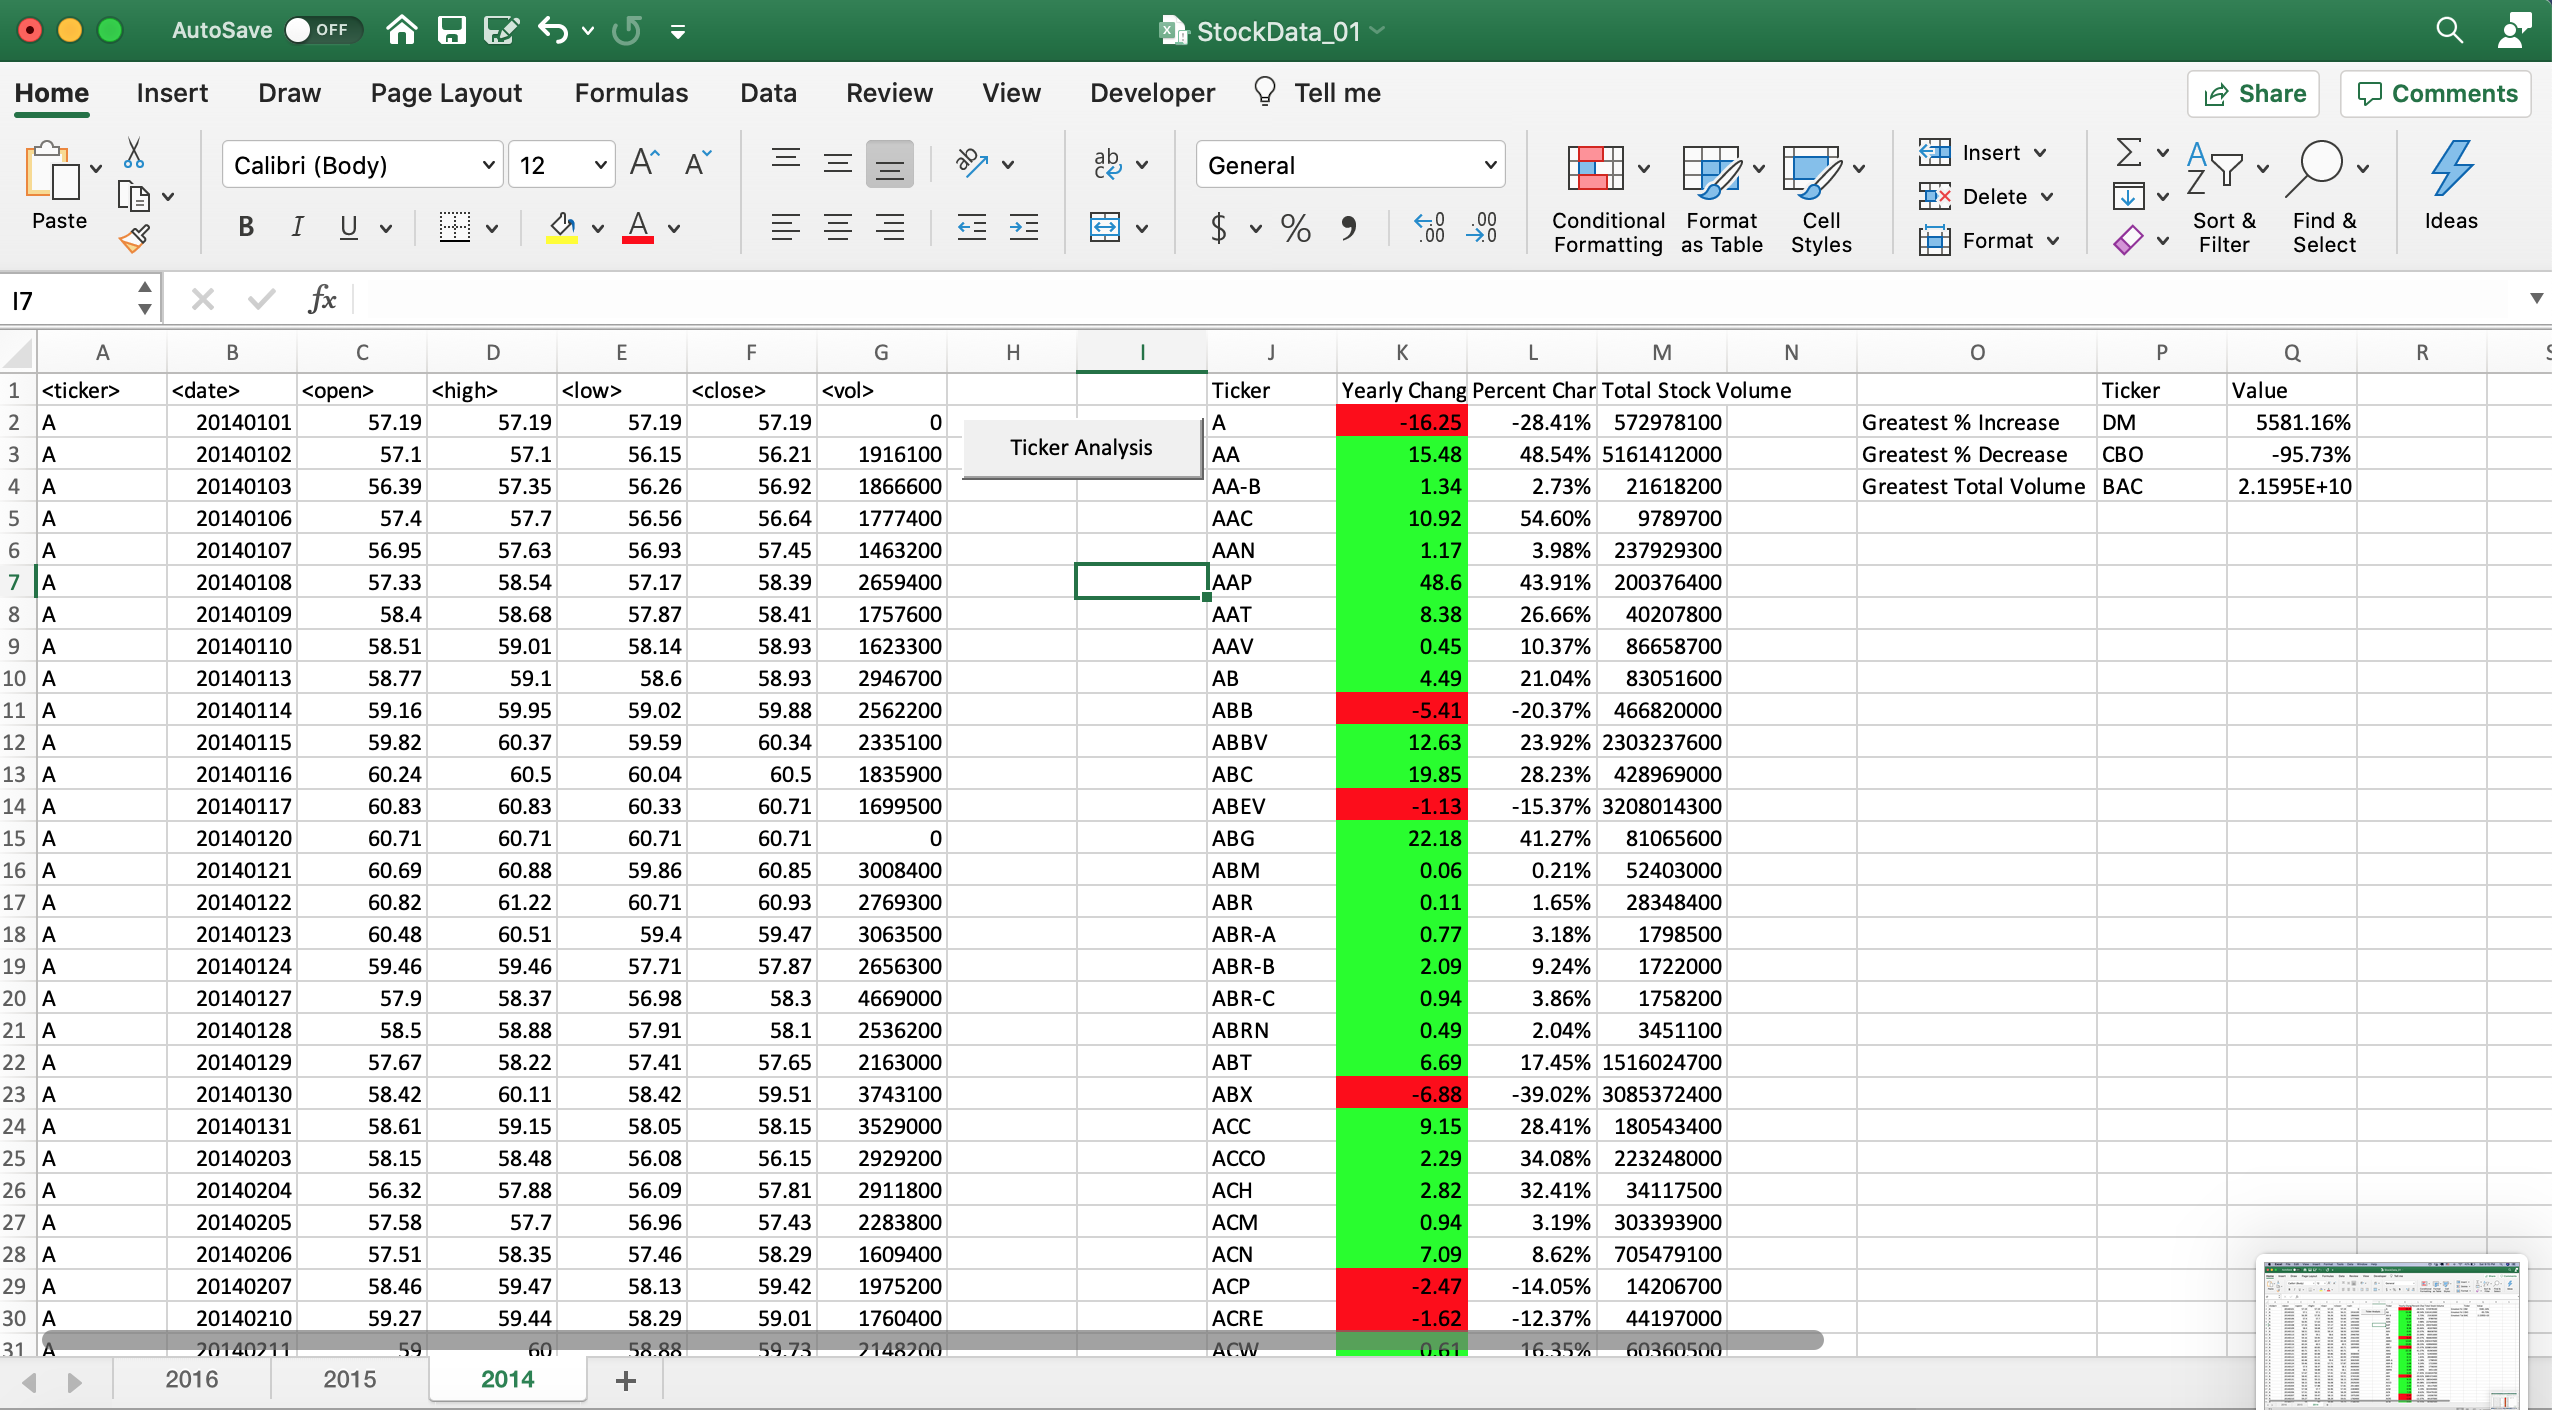 AutoSave OFF StockData_01
Home Insert Draw Page Layout Formulas Data Review View Developer Tell me Share Comments
Paste Calibri (Body) 12 General Conditional Formatting Format as Table Cell Styles Insert Delete Format Sort & Filter Find & Select Ideas
I7 fx
A B C D E F G H I J K L M N O P Q R
1 <ticker> <date> <open> <high> <low> <close> <vol> Ticker Yearly Chang Percent Char Total Stock Volume Ticker Value
2 A 20140101 57.19 57.19 57.19 57.19 0 A -16.25 -28.41% 572978100 Greatest % Increase DM 5581.16%
Ticker Analysis
3 A 20140102 57.1 57.1 56.15 56.21 1916100 AA 15.48 48.54% 5161412000 Greatest % Decrease CBO -95.73%
4 A 20140103 56.39 57.35 56.26 56.92 1866600 AA-B 1.34 2.73% 21618200 Greatest Total Volume BAC 2.1595E+10
5 A 20140106 57.4 57.7 56.56 56.64 1777400 AAC 10.92 54.60% 9789700
6 A 20140107 56.95 57.63 56.93 57.45 1463200 AAN 1.17 3.98% 237929300
7 A 20140108 57.33 58.54 57.17 58.39 2659400 AAP 48.6 43.91% 200376400
8 A 20140109 58.4 58.68 57.87 58.41 1757600 AAT 8.38 26.66% 40207800
9 A 20140110 58.51 59.01 58.14 58.93 1623300 AAV 0.45 10.37% 86658700
10 A 20140113 58.77 59.1 58.6 58.93 2946700 AB 4.49 21.04% 83051600
11 A 20140114 59.16 59.95 59.02 59.88 2562200 ABB -5.41 -20.37% 466820000
12 A 20140115 59.82 60.37 59.59 60.34 2335100 ABBV 12.63 23.92% 2303237600
13 A 20140116 60.24 60.5 60.04 60.5 1835900 ABC 19.85 28.23% 428969000
14 A 20140117 60.83 60.83 60.33 60.71 1699500 ABEV -1.13 -15.37% 3208014300
15 A 20140120 60.71 60.71 60.71 60.71 0 ABG 22.18 41.27% 81065600
16 A 20140121 60.69 60.88 59.86 60.85 3008400 ABM 0.06 0.21% 52403000
17 A 20140122 60.82 61.22 60.71 60.93 2769300 ABR 0.11 1.65% 28348400
18 A 20140123 60.48 60.51 59.4 59.47 3063500 ABR-A 0.77 3.18% 1798500
19 A 20140124 59.46 59.46 57.71 57.87 2656300 ABR-B 2.09 9.24% 1722000
20 A 20140127 57.9 58.37 56.98 58.3 4669000 ABR-C 0.94 3.86% 1758200
21 A 20140128 58.5 58.88 57.91 58.1 2536200 ABRN 0.49 2.04% 3451100
22 A 20140129 57.67 58.22 57.41 57.65 2163000 ABT 6.69 17.45% 1516024700
23 A 20140130 58.42 60.11 58.42 59.51 3743100 ABX -6.88 -39.02% 3085372400
24 A 20140131 58.61 59.15 58.05 58.15 3529000 ACC 9.15 28.41% 180543400
25 A 20140203 58.15 58.48 56.08 56.15 2929200 ACCO 2.29 34.08% 223248000
26 A 20140204 56.32 57.88 56.09 57.81 2911800 ACH 2.82 32.41% 34117500
27 A 20140205 57.58 57.7 56.96 57.43 2283800 ACM 0.94 3.19% 303393900
28 A 20140206 57.51 58.35 57.46 58.29 1609400 ACN 7.09 8.62% 705479100
29 A 20140207 58.46 59.47 58.13 59.42 1975200 ACP -2.47 -14.05% 14206700
30 A 20140210 59.27 59.44 58.29 59.01 1760400 ACRE -1.62 -12.37% 44197000
31 A 20140211 59 60 58.88 59.73 2148200 ACW 0.61 16.35% 60360500
2016 2015 2014 +